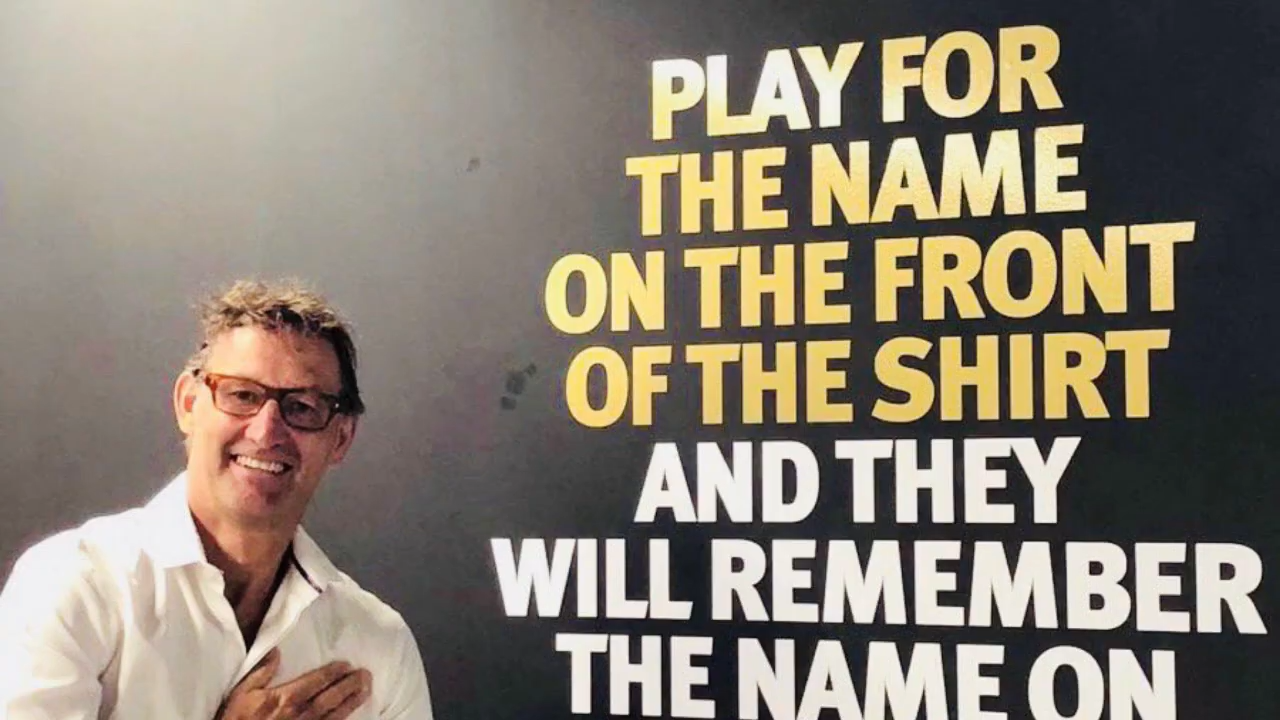 PLAY FOR
THE NAME
ON THE FRONT
OF THE SHIRT
AND THEY
WILL REMEMBER
THE NAME ON